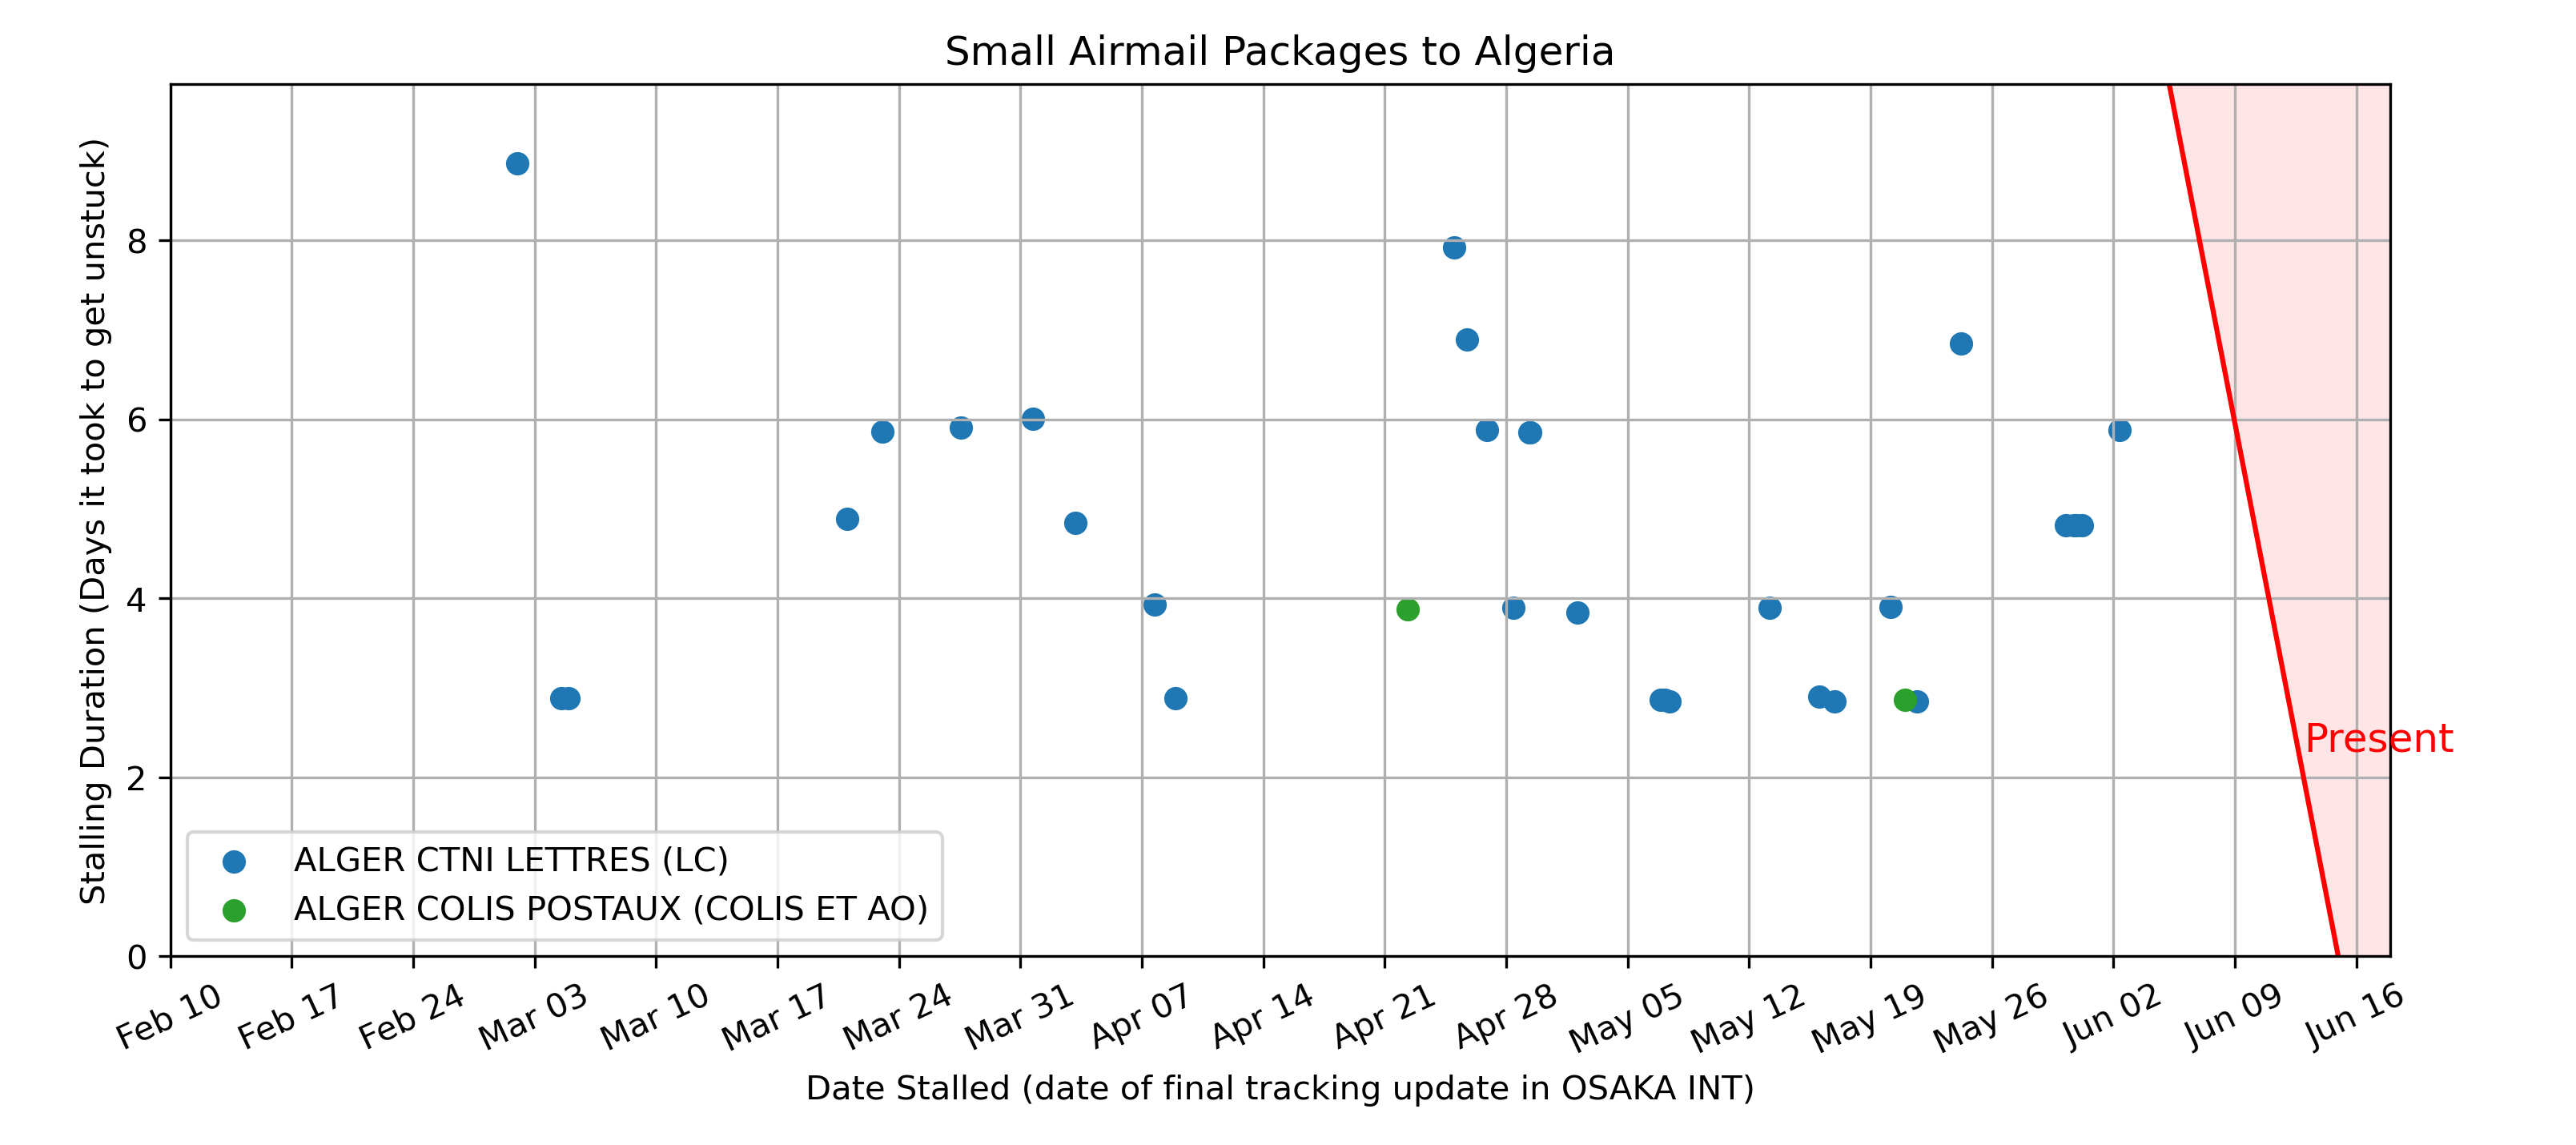 Small Airmail Packages to Algeria
Stalling Duration (Days it took to get unstuck)
8
6
4
2
0
Present
ALGER CTNI LETTRES (LC)
ALGER COLIS POSTAUX (COLIS ET AO)
Feb 10 Feb 17 Feb 24 Mar 03 Mar 10 Mar 17 Mar 24 Mar 31 Apr 07 Apr 14 Apr 21 Apr 28 May 05 May 12 May 19 May 26 Jun 02 Jun 09 Jun 16
Date Stalled (date of final tracking update in OSAKA INT)